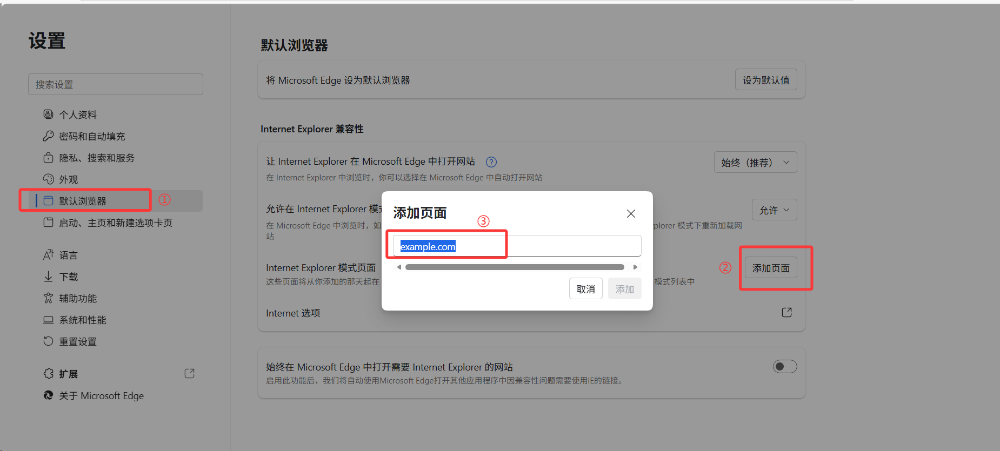 设置
搜索设置
个人资料
密码和自动填充
隐私、搜索和服务
外观
默认浏览器
①
启动、主页和新建选项卡页
语言
下载
辅助功能
系统和性能
重置设置
扩展
关于 Microsoft Edge
默认浏览器
将 Microsoft Edge 设为默认浏览器
设为默认值
Internet Explorer 兼容性
让 Internet Explorer 在 Microsoft Edge 中打开网站
始终（推荐）
在 Internet Explorer 中浏览时，你可以选择在 Microsoft Edge 中自动打开网站
允许在 Internet Explorer 模
允许
在 Microsoft Edge 中浏览时，如
xplorer 模式下重新加载网
站
添加页面
③
example.com
取消
添加
Internet Explorer 模式页面
②
添加页面
这些页面将从你添加的那天起在
模式列表中
Internet 选项
始终在 Microsoft Edge 中打开需要 Internet Explorer 的网站
启用此功能后，我们将自动使用Microsoft Edge打开其他应用程序中因兼容性问题需要使用IE的链接。